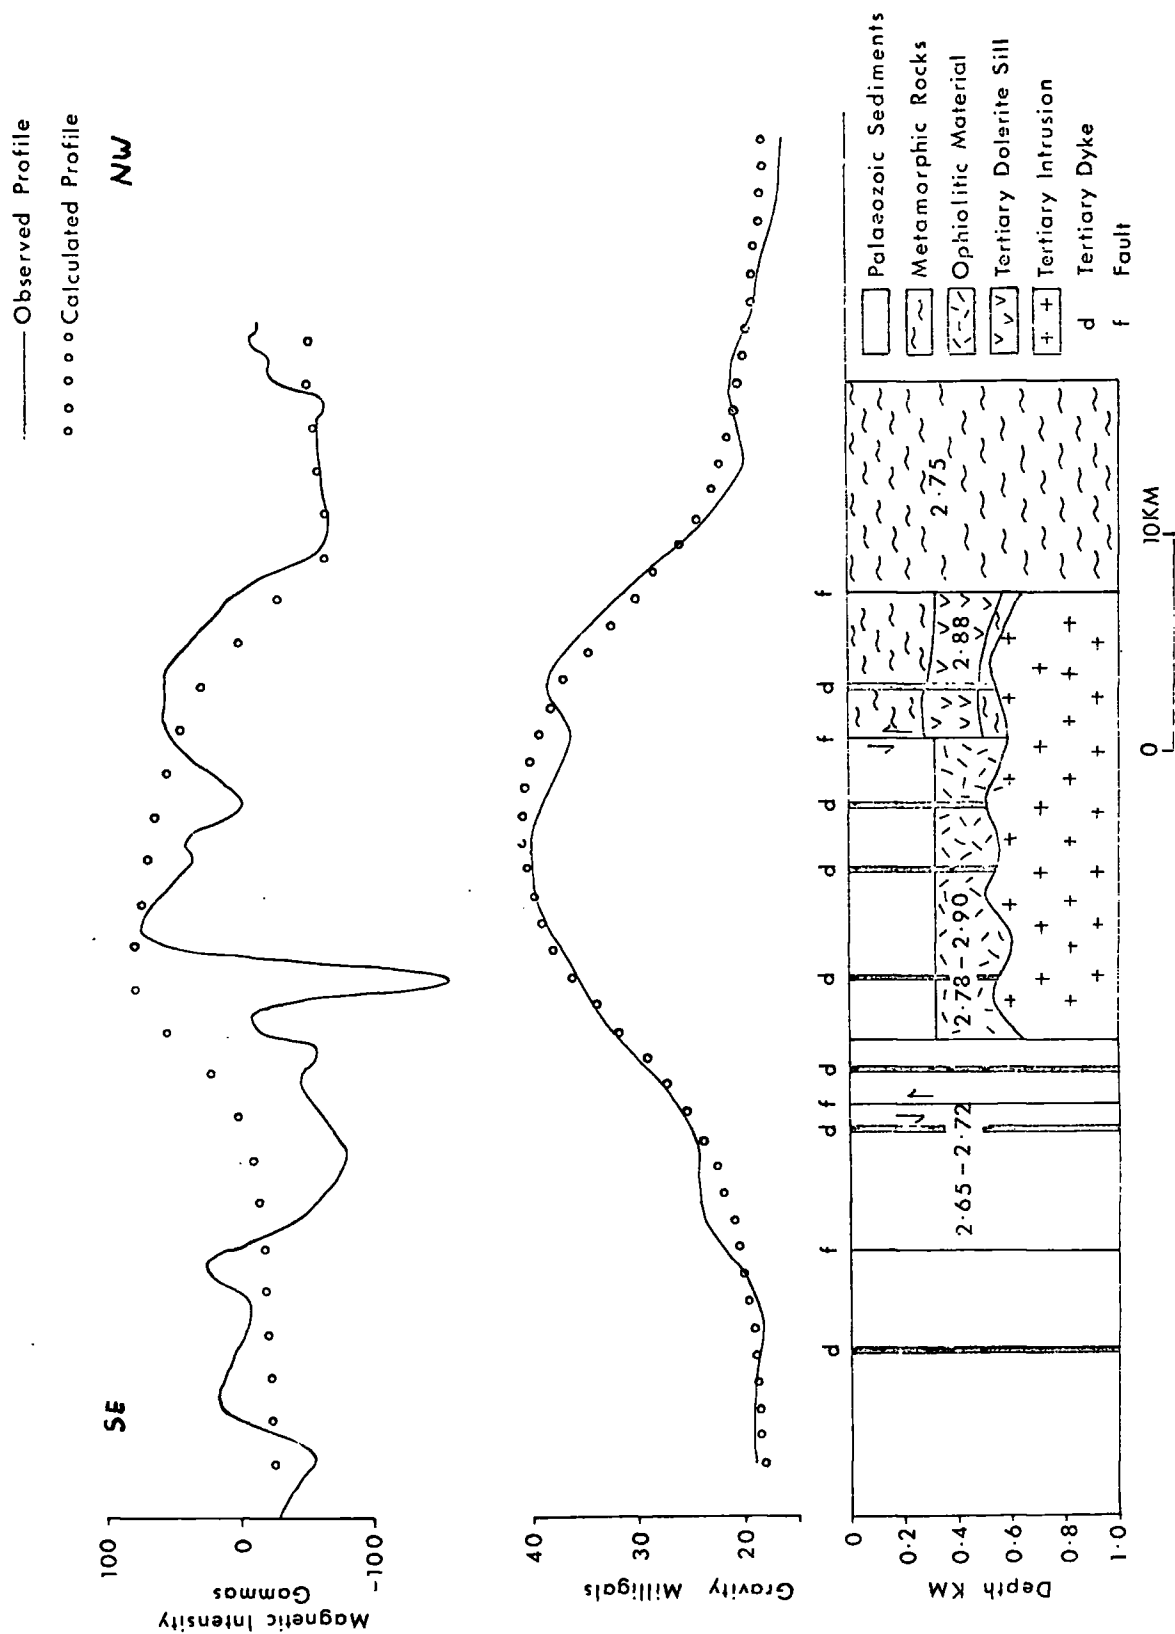 Observed Profile
Calculated Profile
SE
NW
100
0
-100
Magnetic Intensity
Gammas
40
30
20
Gravity Milligals
d
f
d
f
d
d
d
d
f
d
f
0
0.2
0.4
0.6
0.8
1.0
Depth KM
2.65-2.72
2.78-2.90
2.88
2.75
0
10KM
Palaeozoic Sediments
Metamorphic Rocks
Ophiolitic Material
Tertiary Dolerite Sill
Tertiary Intrusion
d Tertiary Dyke
f Fault